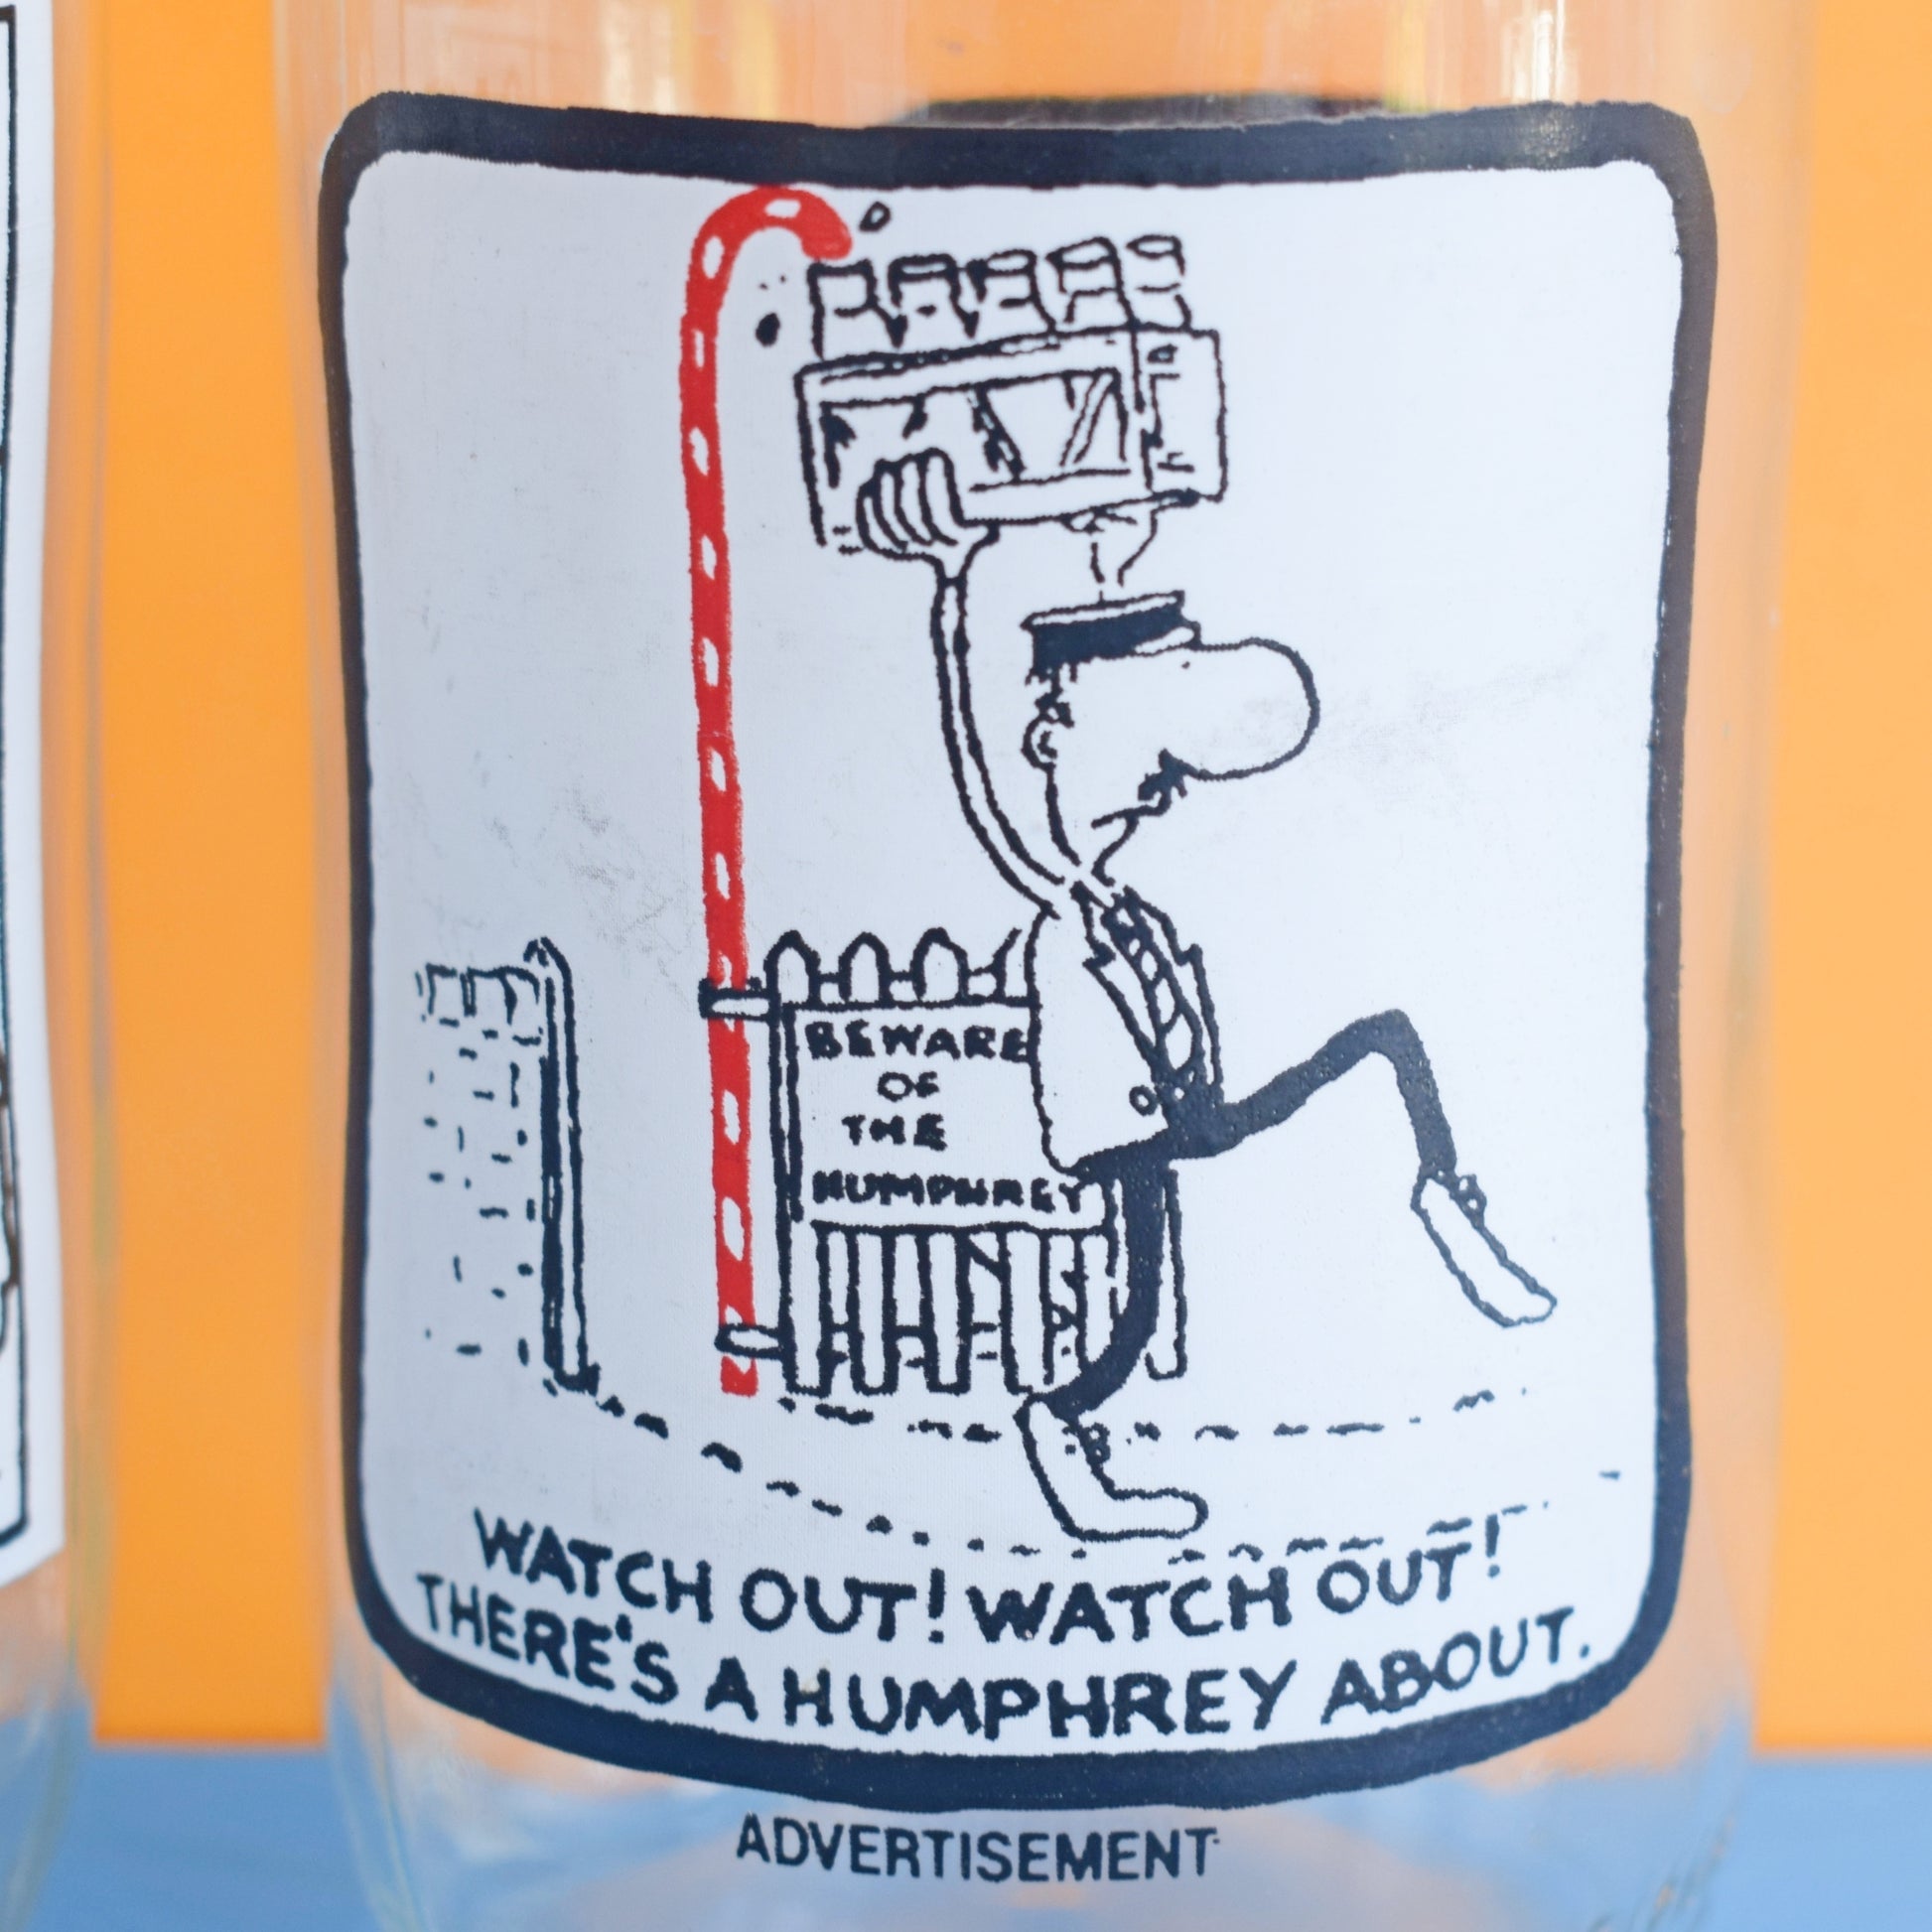 BEWARE
OF
THE
HUMPHREY
WATCH OUT! WATCH OUT!
THERE'S A HUMPHREY ABOUT.
ADVERTISEMENT